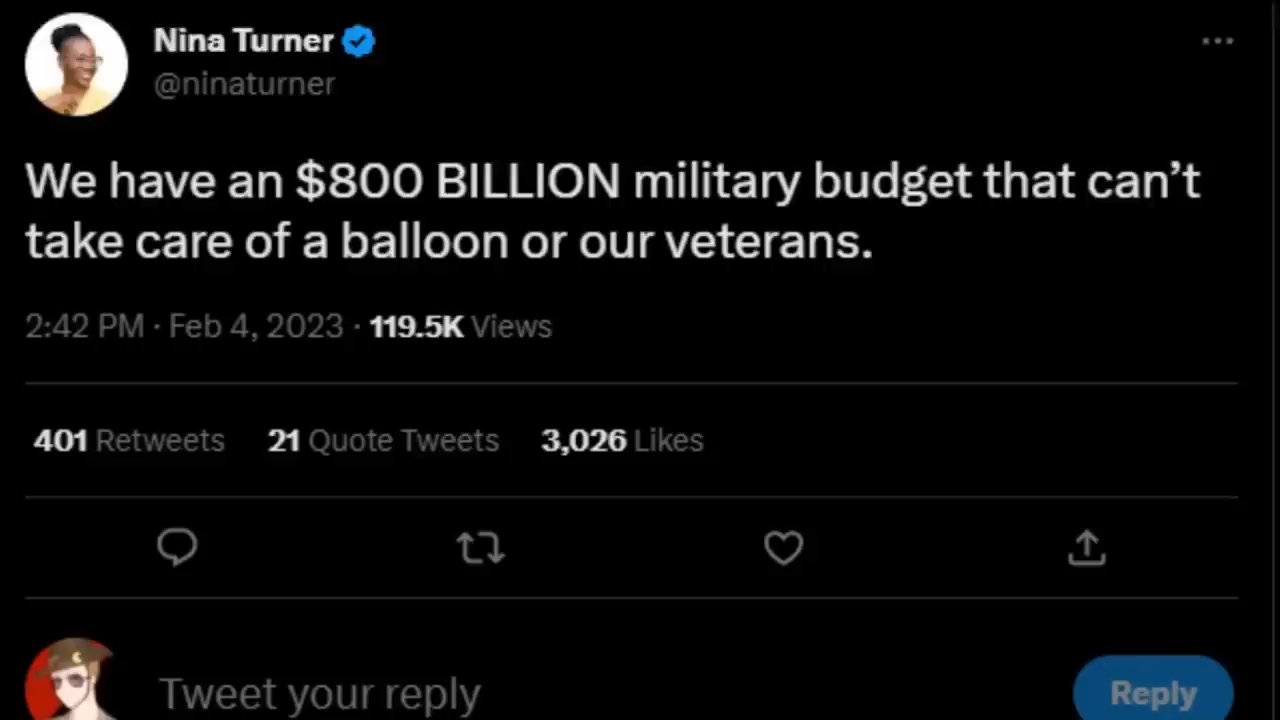 Nina Turner
@ninaturner
We have an $800 BILLION military budget that can’t
take care of a balloon or our veterans.
2:42 PM · Feb 4, 2023 · 119.5K Views
401 Retweets 21 Quote Tweets 3,026 Likes
Tweet your reply
Reply